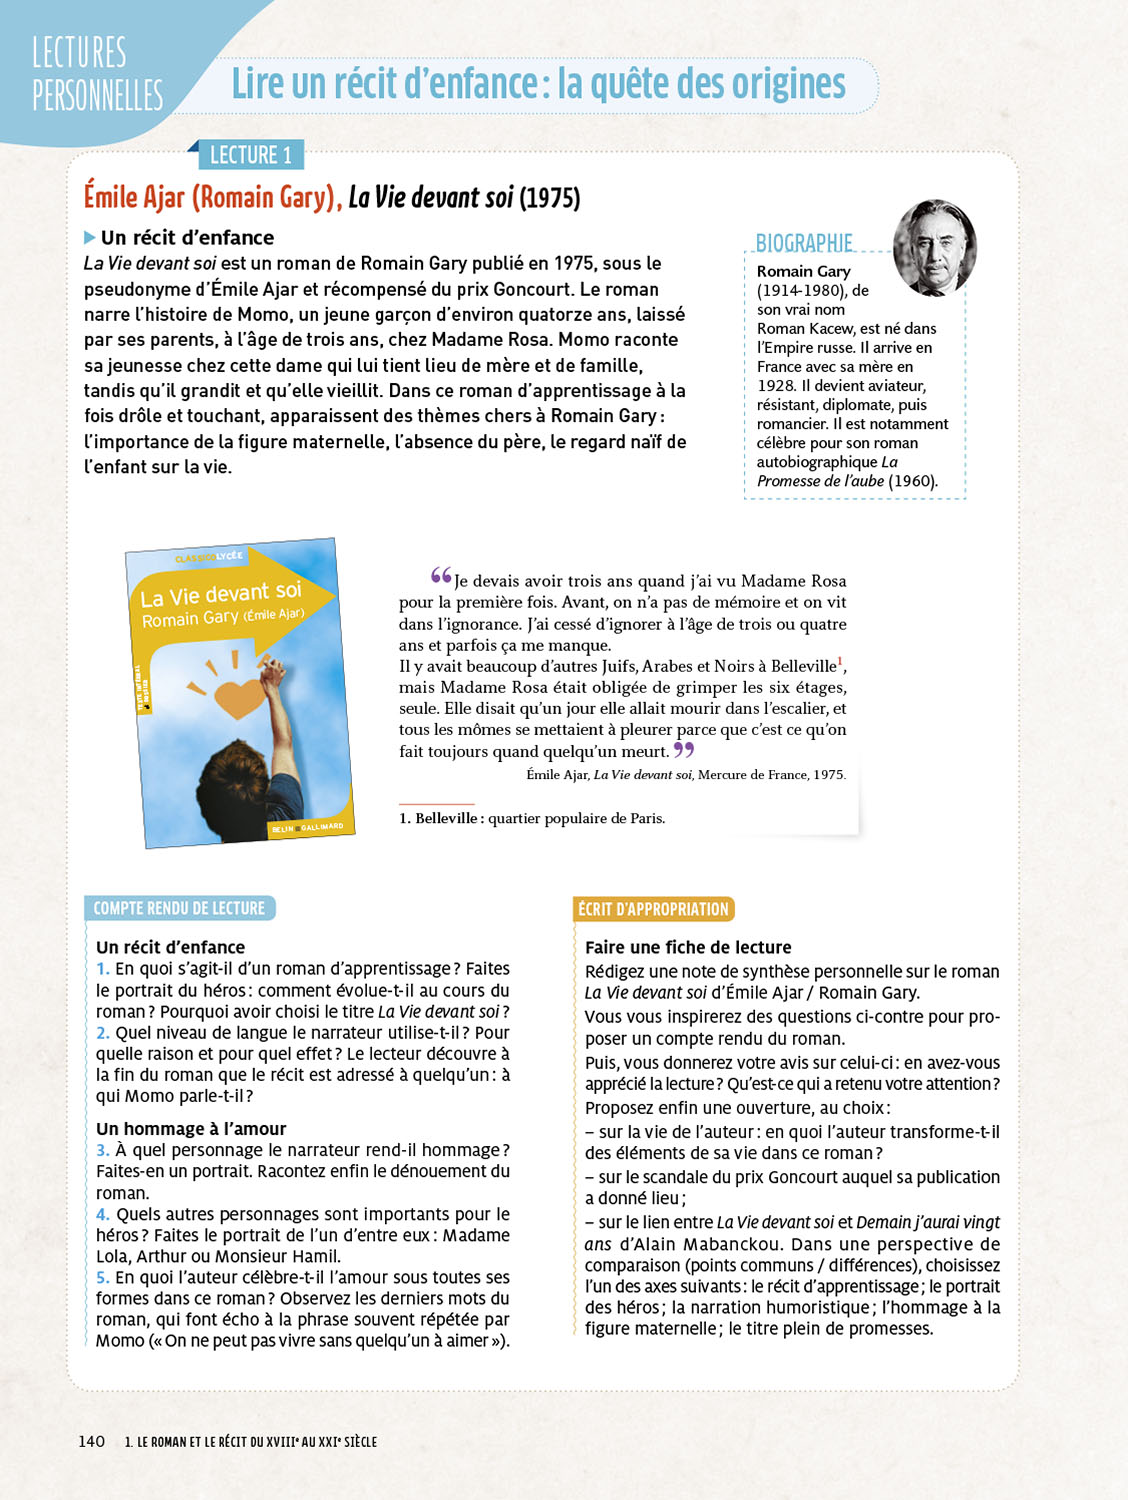 LECTURES
PERSONNELLES
Lire un récit d’enfance : la quête des origines
LECTURE 1
Émile Ajar (Romain Gary), La Vie devant soi (1975)
Un récit d’enfance
La Vie devant soi est un roman de Romain Gary publié en 1975, sous le
pseudonyme d’Émile Ajar et récompensé du prix Goncourt. Le roman
narre l’histoire de Momo, un jeune garçon d’environ quatorze ans, laissé
par ses parents, à l’âge de trois ans, chez Madame Rosa. Momo raconte
sa jeunesse chez cette dame qui lui tient lieu de mère et de famille,
tandis qu’il grandit et qu’elle vieillit. Dans ce roman d’apprentissage à la
fois drôle et touchant, apparaissent des thèmes chers à Romain Gary :
l’importance de la figure maternelle, l’absence du père, le regard naïf de
l’enfant sur la vie.
BIOGRAPHIE
Romain Gary
(1914-1980), de
son vrai nom
Roman Kacew, est né dans
l’Empire russe. Il arrive en
France avec sa mère en
1928. Il devient aviateur,
résistant, diplomate, puis
romancier. Il est notamment
célèbre pour son roman
autobiographique La
Promesse de l’aube (1960).
CLASSICOLYCÉE
La Vie devant soi
Romain Gary (Émile Ajar)
BELIN GALLIMARD
“Je devais avoir trois ans quand j’ai vu Madame Rosa
pour la première fois. Avant, on n’a pas de mémoire et on vit
dans l’ignorance. J’ai cessé d’ignorer à l’âge de trois ou quatre
ans et parfois ça me manque.
Il y avait beaucoup d’autres Juifs, Arabes et Noirs à Belleville1,
mais Madame Rosa était obligée de grimper les six étages,
seule. Elle disait qu’un jour elle allait mourir dans l’escalier, et
tous les mômes se mettaient à pleurer parce que c’est ce qu’on
fait toujours quand quelqu’un meurt. ”
Émile Ajar, La Vie devant soi, Mercure de France, 1975.
1. Belleville : quartier populaire de Paris.
COMPTE RENDU DE LECTURE
Un récit d’enfance
1. En quoi s’agit-il d’un roman d’apprentissage ? Faites
le portrait du héros : comment évolue-t-il au cours du
roman ? Pourquoi avoir choisi le titre La Vie devant soi ?
2. Quel niveau de langue le narrateur utilise-t-il ? Pour
quelle raison et pour quel effet ? Le lecteur découvre à
la fin du roman que le récit est adressé à quelqu’un : à
qui Momo parle-t-il ?
Un hommage à l’amour
3. À quel personnage le narrateur rend-il hommage ?
Faites-en un portrait. Racontez enfin le dénouement du
roman.
4. Quels autres personnages sont importants pour le
héros ? Faites le portrait de l’un d’entre eux : Madame
Lola, Arthur ou Monsieur Hamil.
5. En quoi l’auteur célèbre-t-il l’amour sous toutes ses
formes dans ce roman ? Observez les derniers mots du
roman, qui font écho à la phrase souvent répétée par
Momo (« On ne peut pas vivre sans quelqu’un à aimer »).
ÉCRIT D’APPROPRIATION
Faire une fiche de lecture
Rédigez une note de synthèse personnelle sur le roman
La Vie devant soi d’Émile Ajar / Romain Gary.
Vous vous inspirerez des questions ci-contre pour pro-
poser un compte rendu du roman.
Puis, vous donnerez votre avis sur celui-ci : en avez-vous
apprécié la lecture ? Qu’est-ce qui a retenu votre attention ?
Proposez enfin une ouverture, au choix :
– sur la vie de l’auteur : en quoi l’auteur transforme-t-il
des éléments de sa vie dans ce roman ?
– sur le scandale du prix Goncourt auquel sa publication
a donné lieu ;
– sur le lien entre La Vie devant soi et Demain j’aurai vingt
ans d’Alain Mabanckou. Dans une perspective de
comparaison (points communs / différences), choisissez
l’un des axes suivants : le récit d’apprentissage ; le portrait
des héros ; la narration humoristique ; l’hommage à la
figure maternelle ; le titre plein de promesses.
140 1. LE ROMAN ET LE RÉCIT DU XVIIIe AU XXIe SIÈCLE